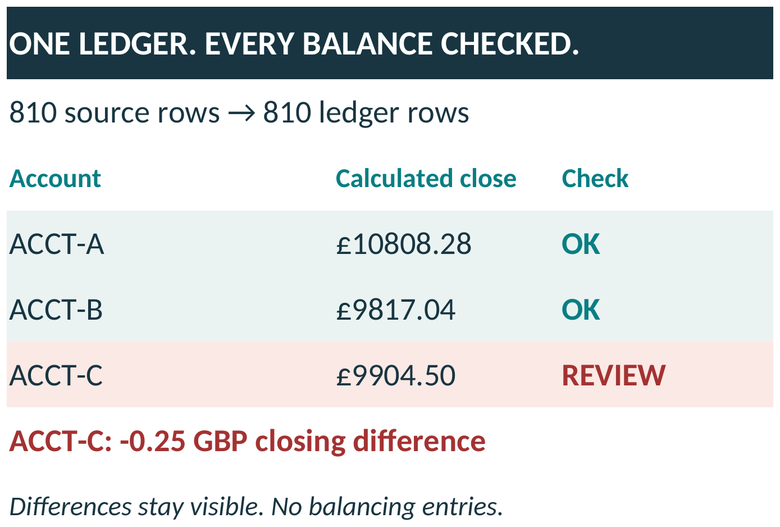 ONE LEDGER. EVERY BALANCE CHECKED.
810 source rows → 810 ledger rows
Account Calculated close Check
ACCT-A £10808.28 OK
ACCT-B £9817.04 OK
ACCT-C £9904.50 REVIEW
ACCT-C: -0.25 GBP closing difference
Differences stay visible. No balancing entries.